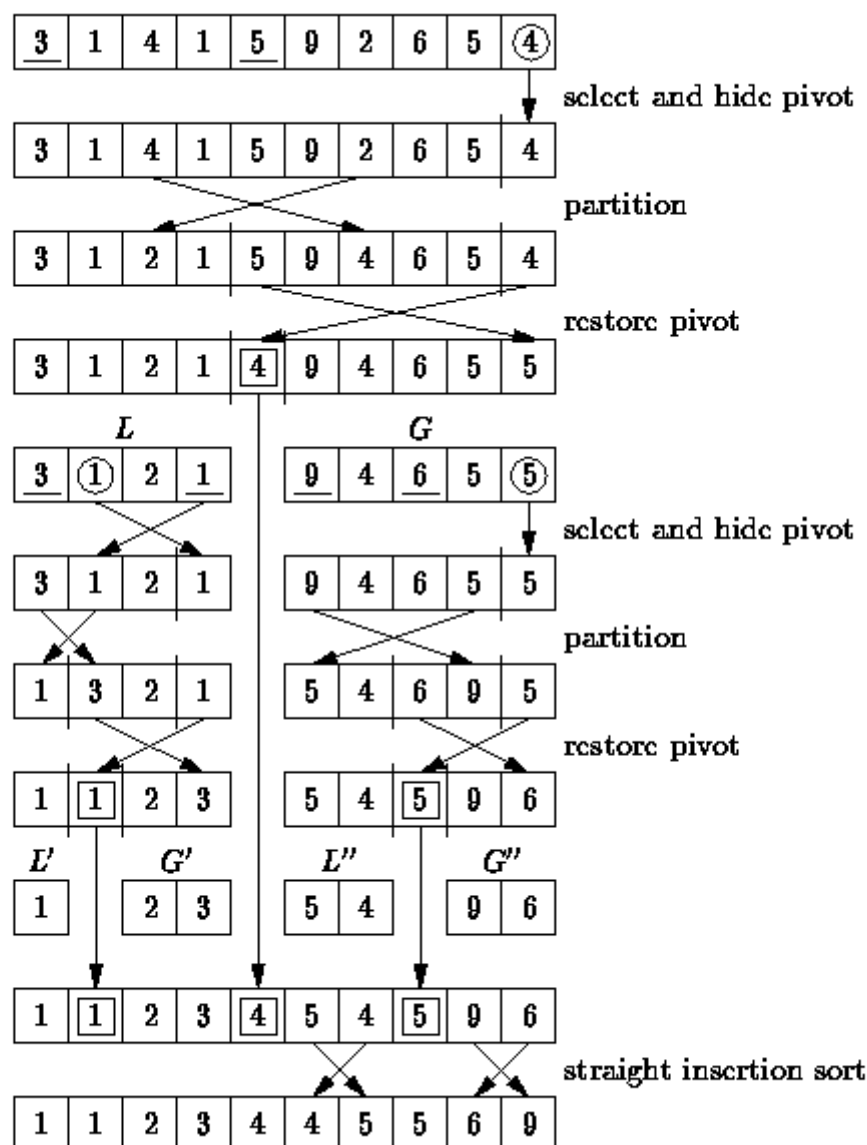 3 1 4 1 5 9 2 6 5 4
select and hide pivot
3 1 4 1 5 9 2 6 5 4
partition
3 1 2 1 5 9 4 6 5 4
restore pivot
3 1 2 1 4 9 4 6 5 5
L G
3 1 2 1 9 4 6 5 5
select and hide pivot
3 1 2 1 9 4 6 5 5
partition
1 3 2 1 5 4 6 9 5
restore pivot
1 1 2 3 5 4 5 9 6
L' G' L'' G''
1 2 3 5 4 9 6
1 1 2 3 4 5 4 5 9 6
straight insertion sort
1 1 2 3 4 4 5 5 6 9